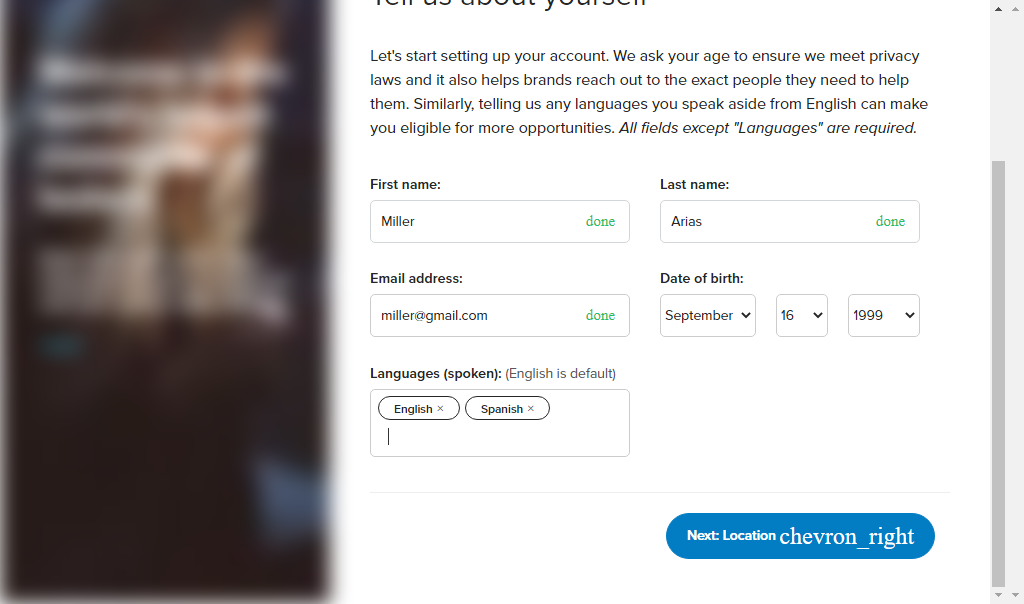 Tell us about yourself
Let's start setting up your account. We ask your age to ensure we meet privacy
laws and it also helps brands reach out to the exact people they need to help
them. Similarly, telling us any languages you speak aside from English can make
you eligible for more opportunities. All fields except "Languages" are required.
First name:
Last name:
Miller done
Arias done
Email address:
Date of birth:
miller@gmail.com done
September 16 1999
Languages (spoken): (English is default)
English × Spanish ×
Next: Location chevron_right